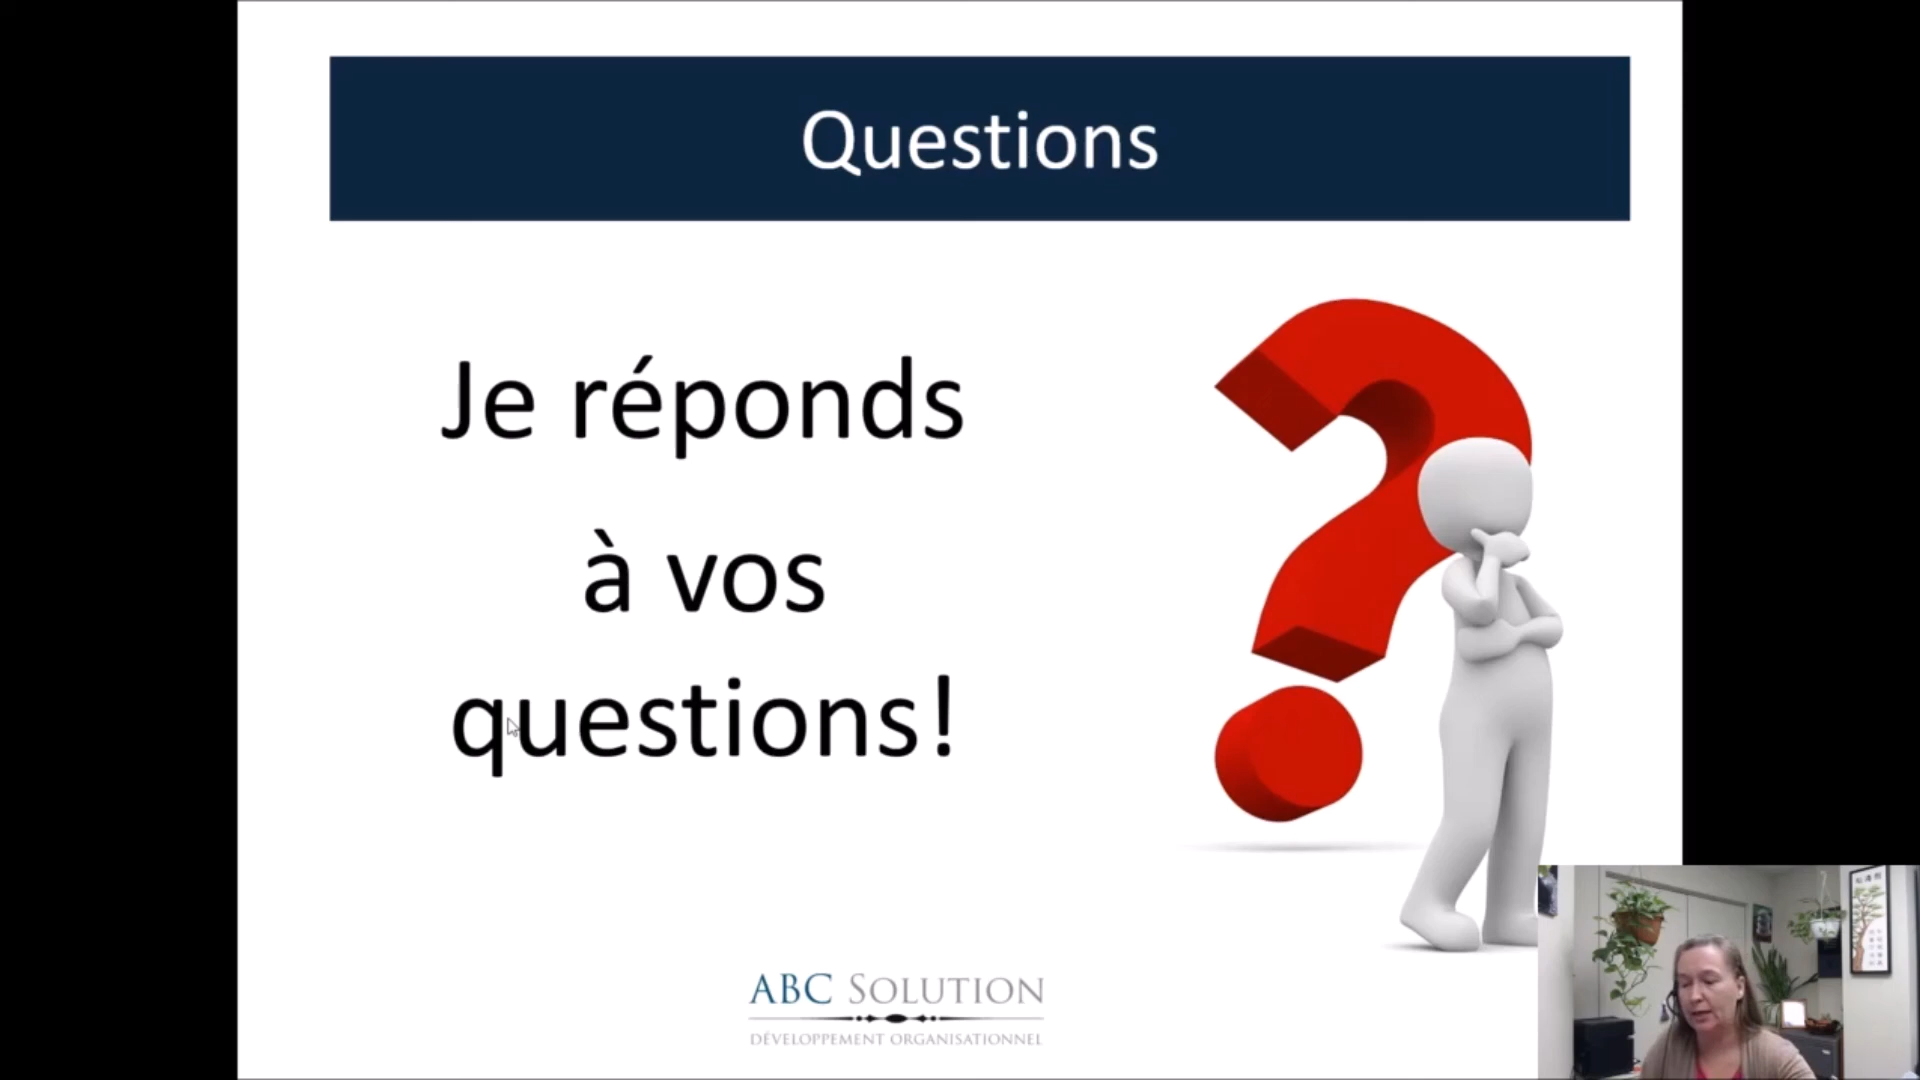 Questions
Je réponds
à vos
questions!
ABC SOLUTION
DÉVELOPPEMENT ORGANISATIONNEL